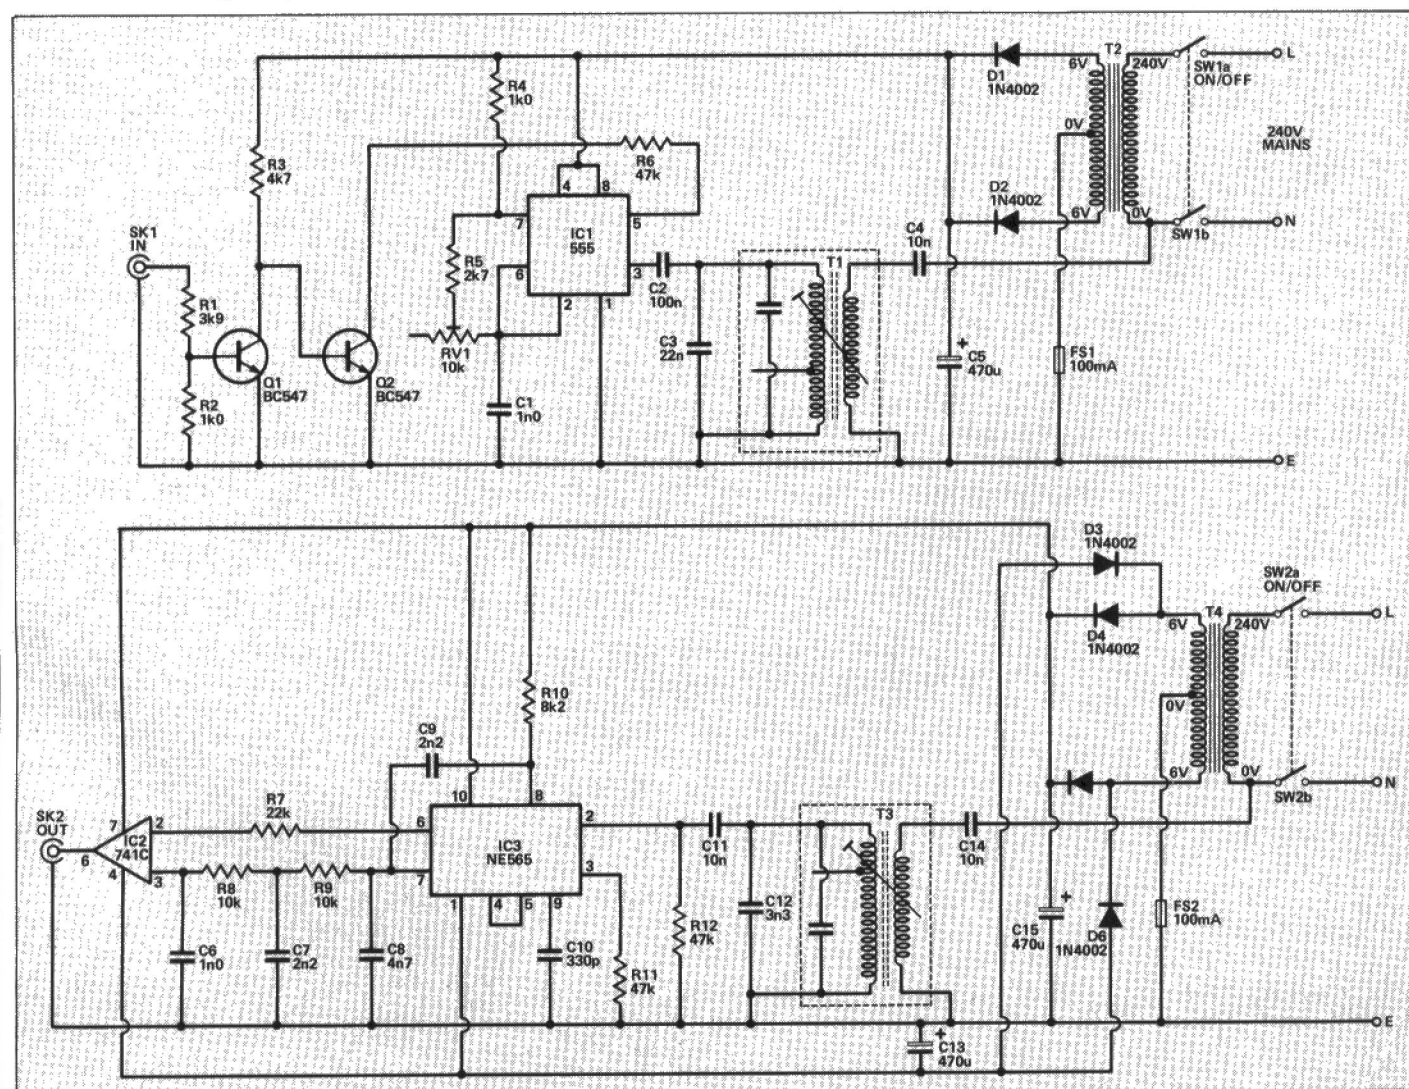 T2
6V
240V
SW1a
ON/OFF
L
D1
1N4002
R4
1k0
0V
240V
MAINS
R3
4k7
R6
47k
4
8
D2
1N4002
6V
0V
N
SW1b
SK1
IN
7
IC1
555
5
C4
10n
R5
2k7
6
3
T1
C2
100n
2
1
R1
3k9
RV1
10k
C3
22n
+
C5
470u
FS1
100mA
Q1
BC547
Q2
BC547
R2
1k0
C1
1n0
E
D3
1N4002
SW2a
ON/OFF
T4
6V
240V
L
D4
1N4002
R10
8k2
0V
C9
2n2
6V
0V
N
SW2b
SK2
OUT
R7
22k
10
8
7
2
IC2
741C
6
4
3
6
IC3
NE565
2
T3
C11
10n
C14
10n
3
7
R8
10k
R9
10k
1
4
5
9
C12
3n3
+
C15
470u
D6
1N4002
FS2
100mA
R12
47k
C6
1n0
C7
2n2
C8
4n7
C10
330p
R11
47k
E
+
C13
470u